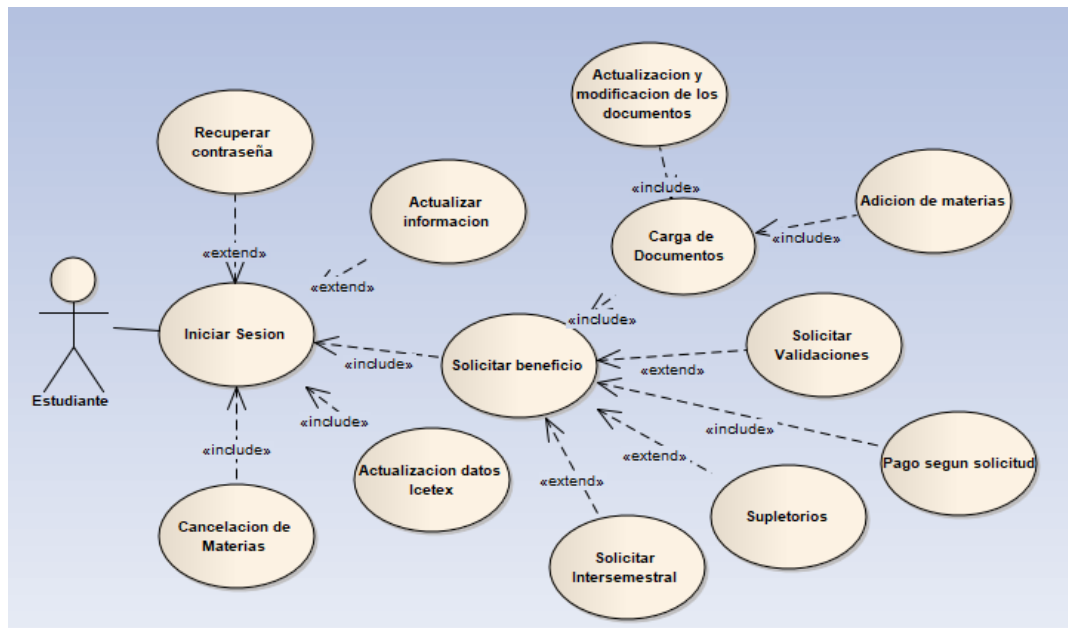 Actualizacion y
modificacion de los
documentos
Recuperar
contraseña
Actualizar
informacion
«include»
Adicion de materias
Carga de
Documentos
«include»
«extend»
«extend»
«include»
Iniciar Sesion
Solicitar
Validaciones
«include»
Solicitar beneficio
«extend»
Estudiante
«include»
«include»
«include»
«extend»
Actualizacion datos
Icetex
«extend»
Pago segun solicitud
Cancelacion de
Materias
Supletorios
Solicitar
Intersemestral